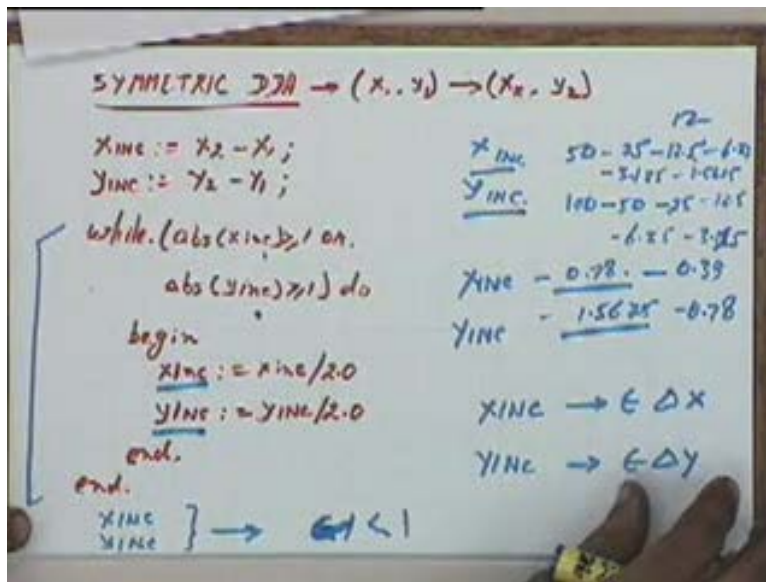 SYMMETRIC DDA → (X₁, Y₁) → (X₂, Y₂)
XINC := X₂ - X₁ ;
YINC := Y₂ - Y₁ ;
while (abs(xinc) ≥ 1 or
abs(yinc) ≥ 1) do
begin
xinc := xinc/2.0
YINC := YINC/2.0
end.
end.
XINC
YINC } → < 1
12
XINC 50 - 25 - 12.5 - 6.25
- 3.125 - 1.5625
YINC 100 - 50 - 25 - 12.5
- 6.25 - 3.125
XINC - 0.78 - 0.39
YINC - 1.5625 - 0.78
XINC → ∈ ΔX
YINC → ∈ ΔY